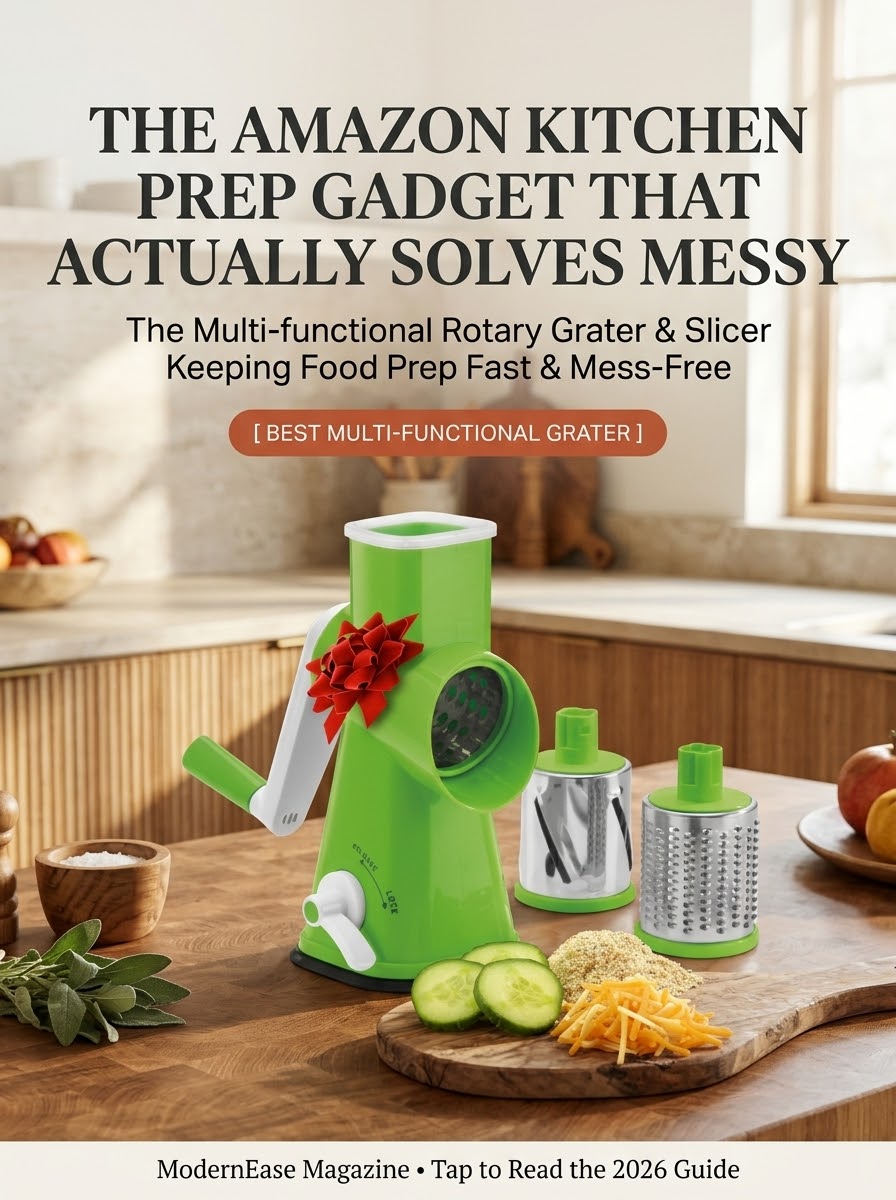 THE AMAZON KITCHEN
PREP GADGET THAT
ACTUALLY SOLVES MESSY
The Multi-functional Rotary Grater & Slicer
Keeping Food Prep Fast & Mess-Free
[ BEST MULTI-FUNCTIONAL GRATER ]
LOCK
ModernEase Magazine • Tap to Read the 2026 Guide